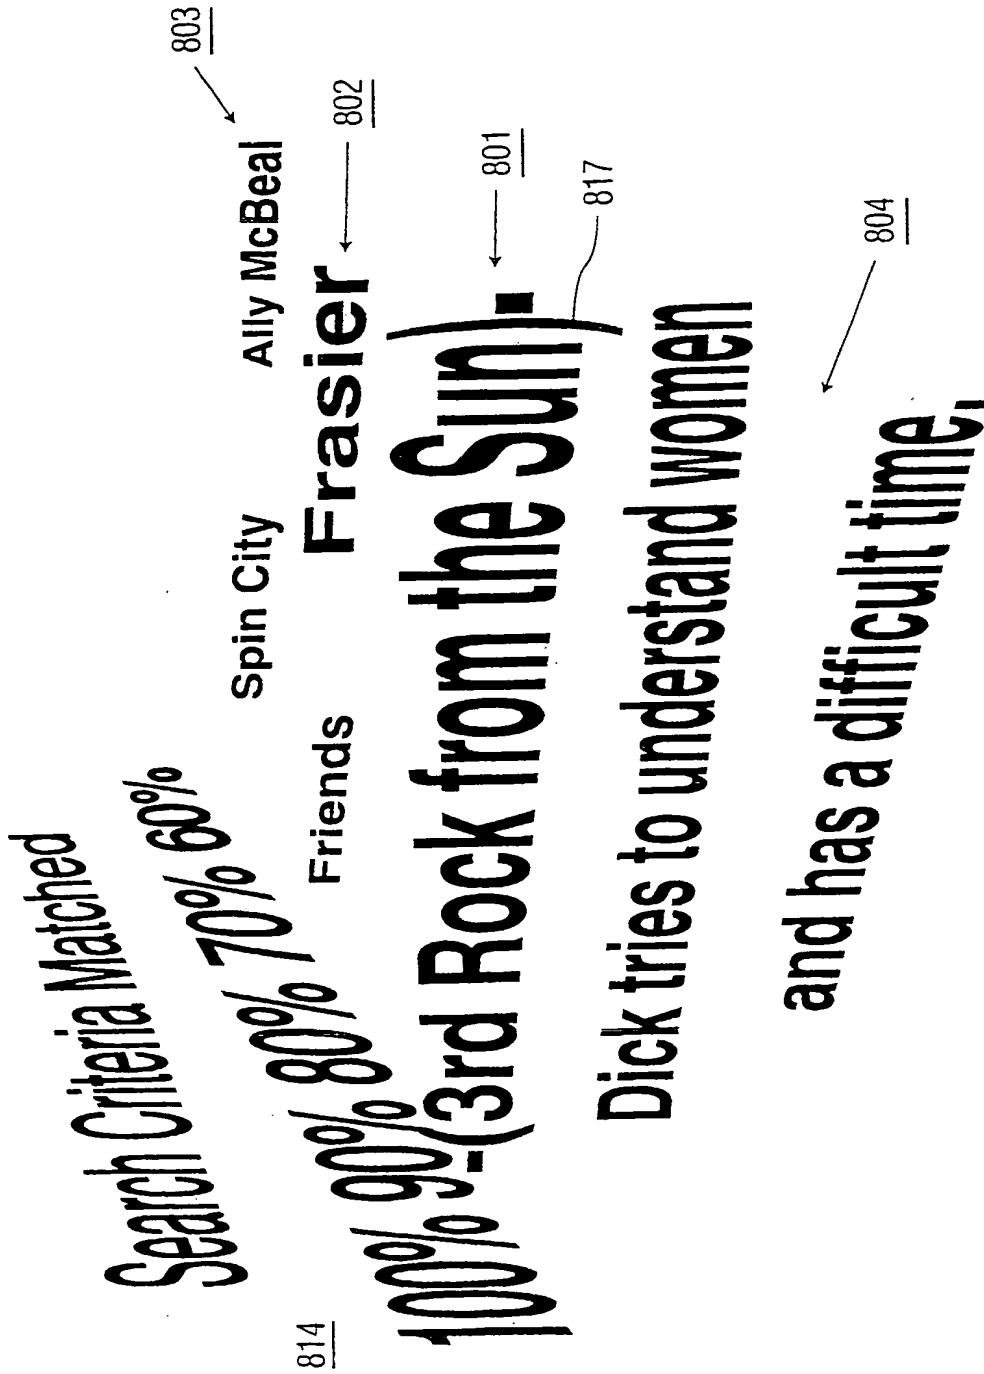 Search Criteria Matched
100% 90% 80% 70% 60%
814
Spin City
Ally McBeal
803
Friends
Frasier
802
-(3rd Rock from the Sun)-
801
817
Dick tries to understand women
and has a difficult time,
804